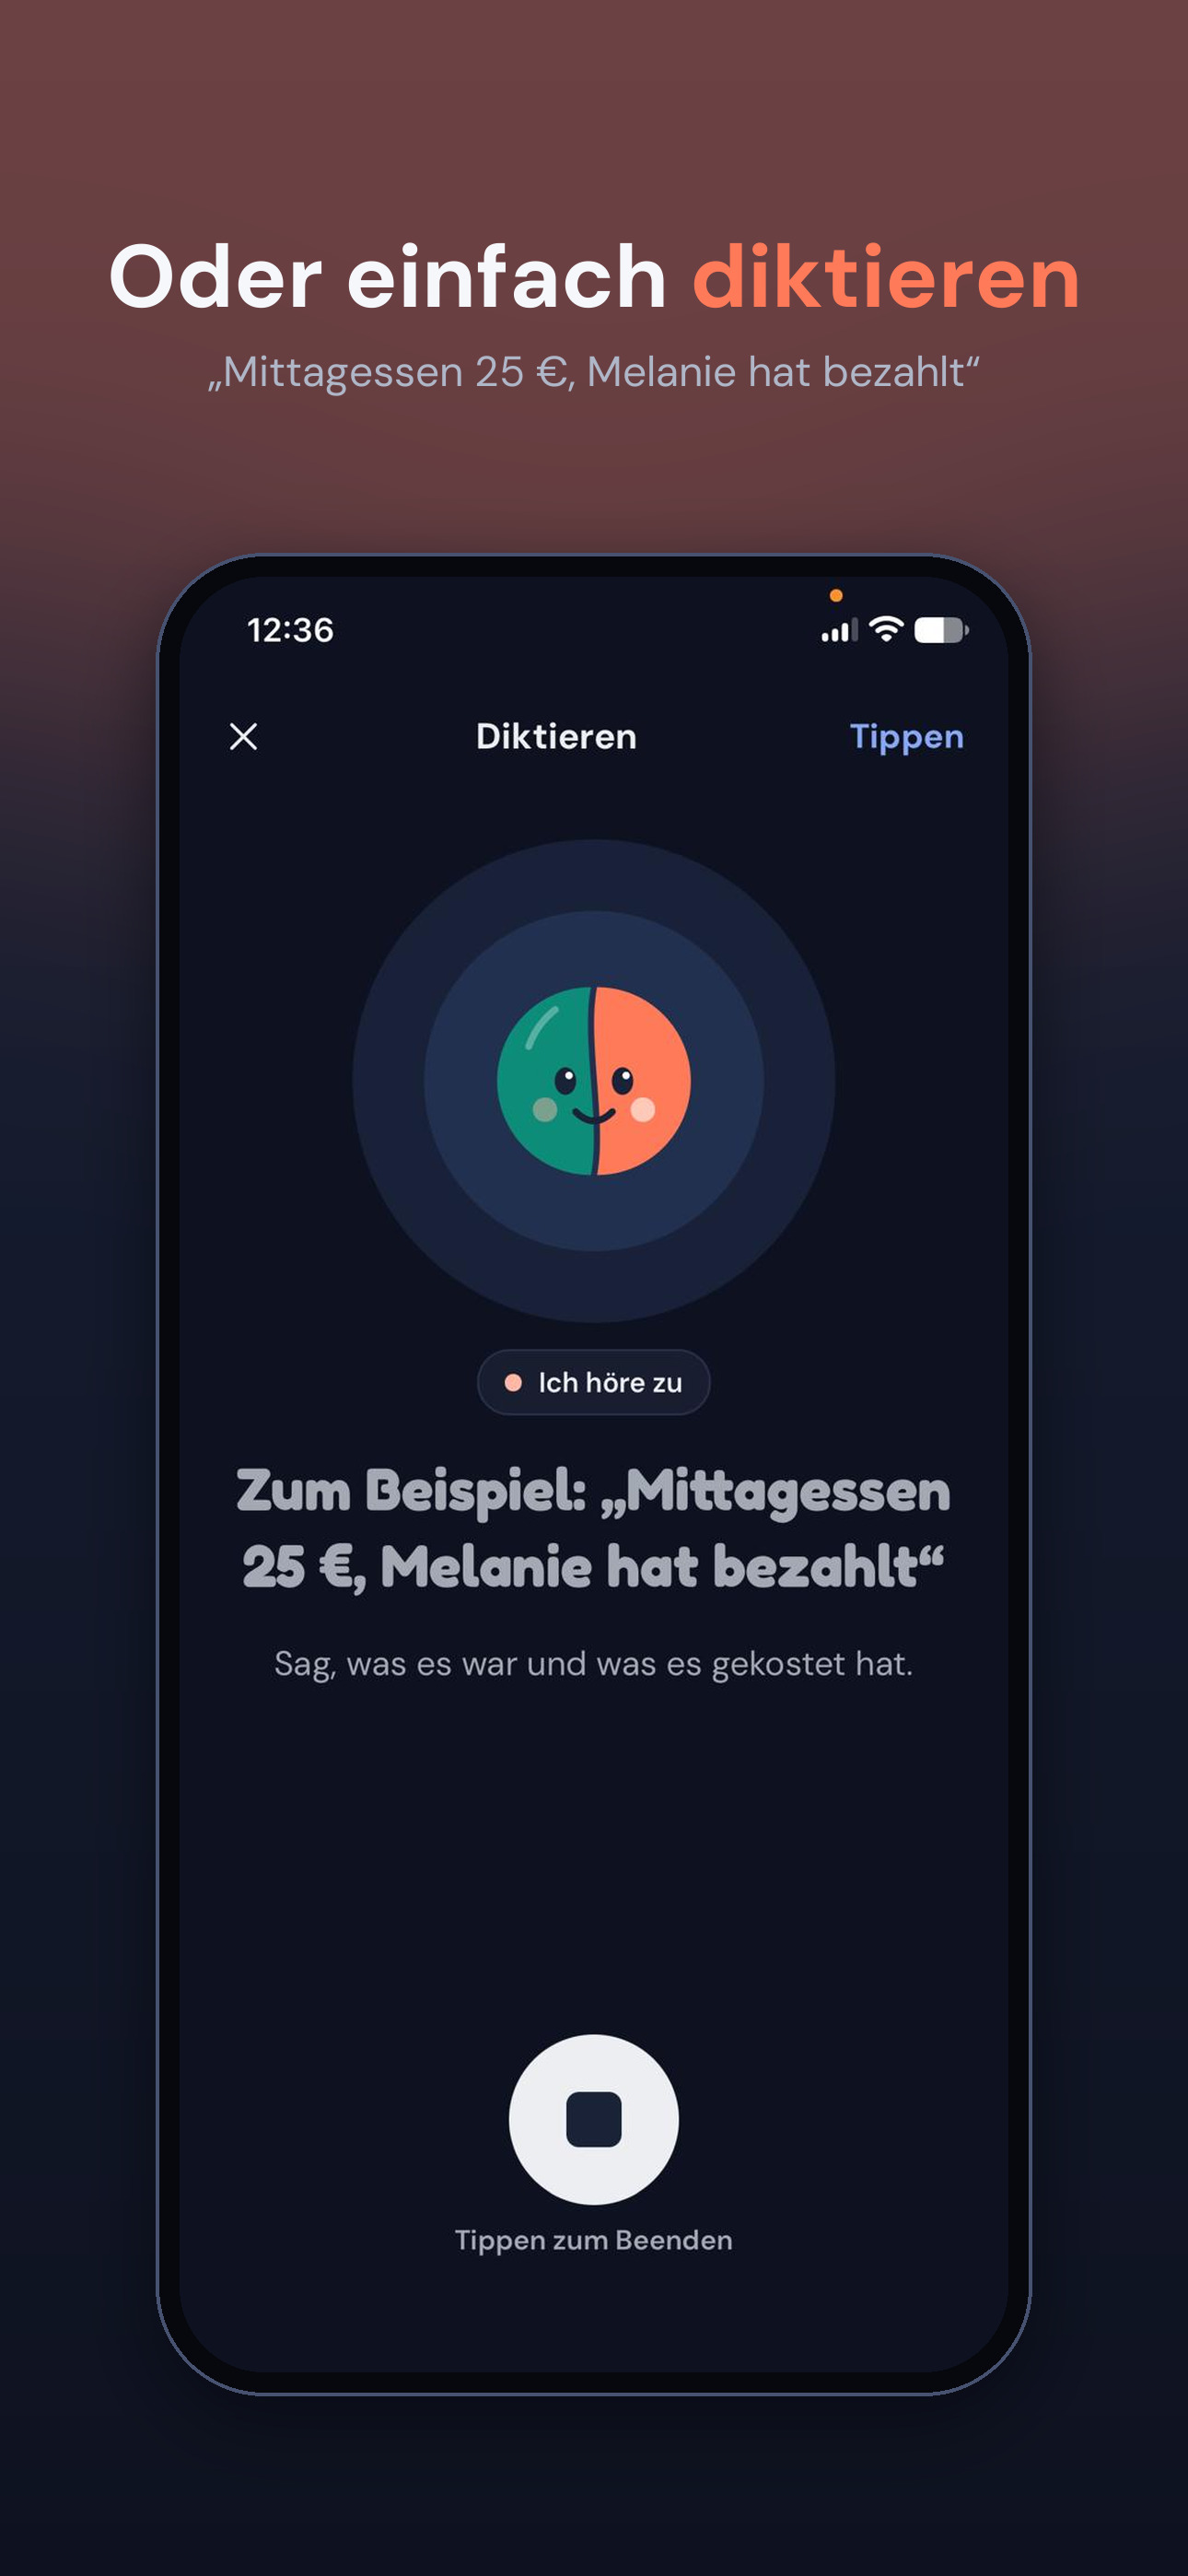 Oder einfach diktieren
„Mittagessen 25 €, Melanie hat bezahlt“
12:36
Diktieren
Tippen
Ich höre zu
Zum Beispiel: „Mittagessen
25 €, Melanie hat bezahlt“
Sag, was es war und was es gekostet hat.
Tippen zum Beenden